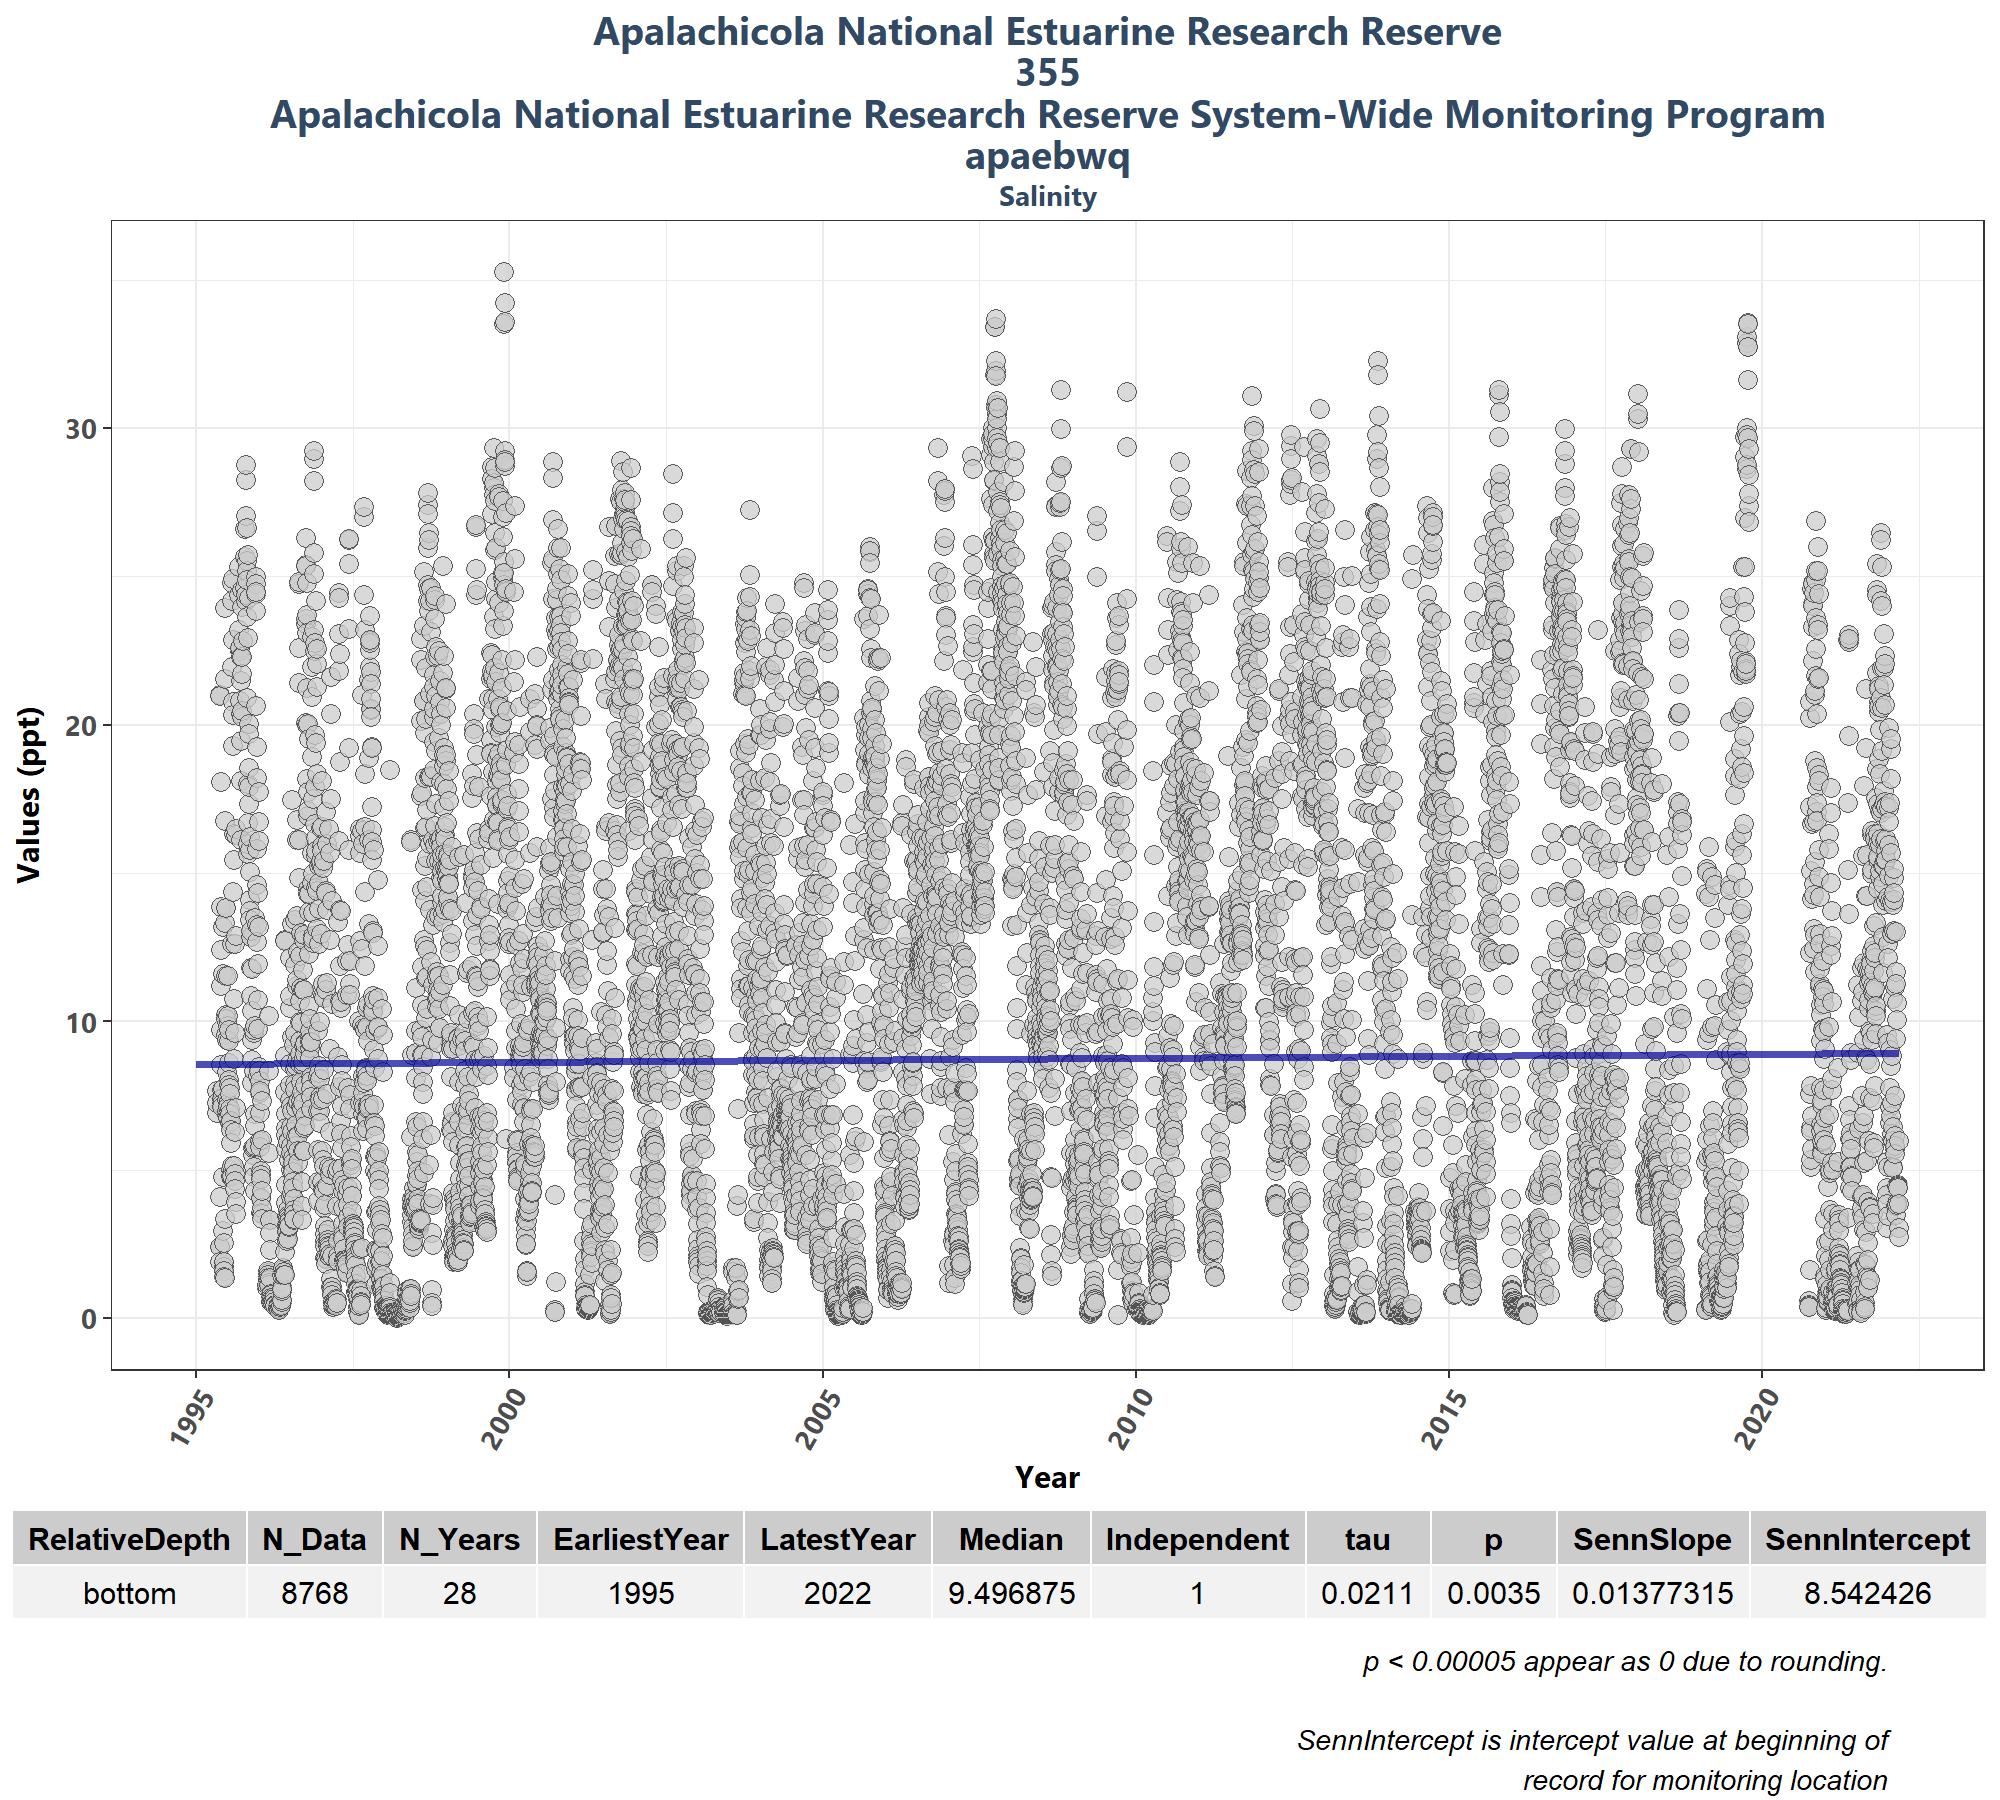 Apalachicola National Estuarine Research Reserve
355
Apalachicola National Estuarine Research Reserve System-Wide Monitoring Program
apaebwq
Salinity
Values (ppt)
30
20
10
0
1995
2000
2005
2010
2015
2020
Year
RelativeDepth N_Data N_Years EarliestYear LatestYear Median Independent tau p SennSlope SennIntercept
bottom 8768 28 1995 2022 9.496875 1 0.0211 0.0035 0.01377315 8.542426
p < 0.00005 appear as 0 due to rounding.
SennIntercept is intercept value at beginning of
record for monitoring location